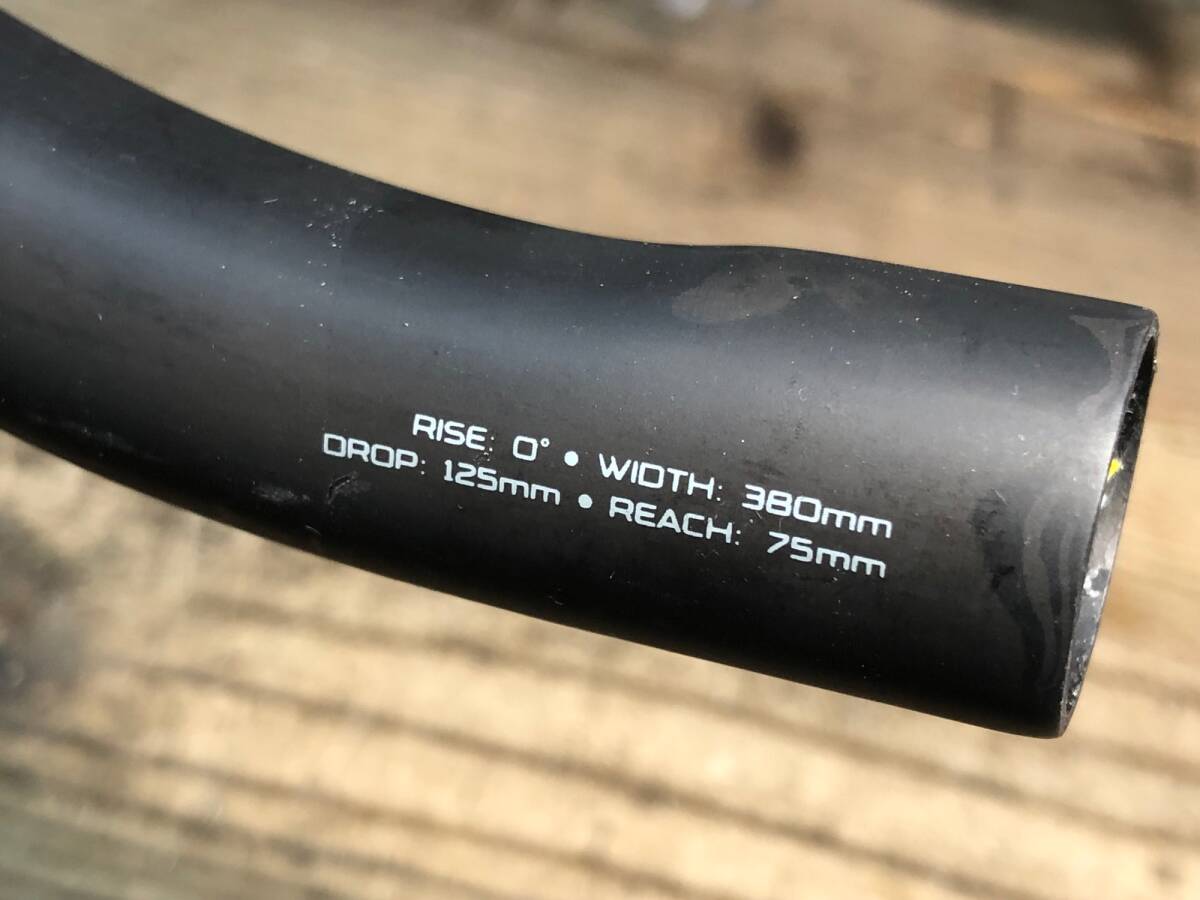 RISE: 0° • WIDTH: 380mm
DROP: 125mm • REACH: 75mm